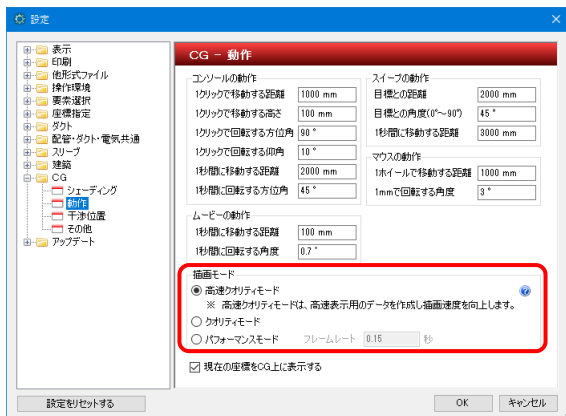 設定
表示
印刷
他形式ファイル
操作環境
要素選択
座標指定
ダクト
配管・ダクト・電気共通
スリーブ
建築
CG
シェーディング
動作
干渉位置
その他
アップデート
CG - 動作
コンソールの動作
1クリックで移動する距離 1000 mm
1クリックで移動する高さ 100 mm
1クリックで回転する方位角 90 °
1クリックで回転する仰角 10 °
1秒間に移動する距離 2000 mm
1秒間に回転する方位角 45 °
ムービーの動作
1秒間に移動する距離 100 mm
1秒間に回転する角度 0.7 °
スイープの動作
目標との距離 2000 mm
目標との角度(0°~90°) 45 °
1秒間に移動する距離 3000 mm
マウスの動作
1ホイールで移動する距離 1000 mm
1mmで回転する角度 3 °
描画モード
高速クオリティモード
※ 高速クオリティモードは、高速表示用のデータを作成し描画速度を向上します。
クオリティモード
パフォーマンスモード フレームレート 0.15 秒
現在の座標をCG上に表示する
設定をリセットする
OK
キャンセル